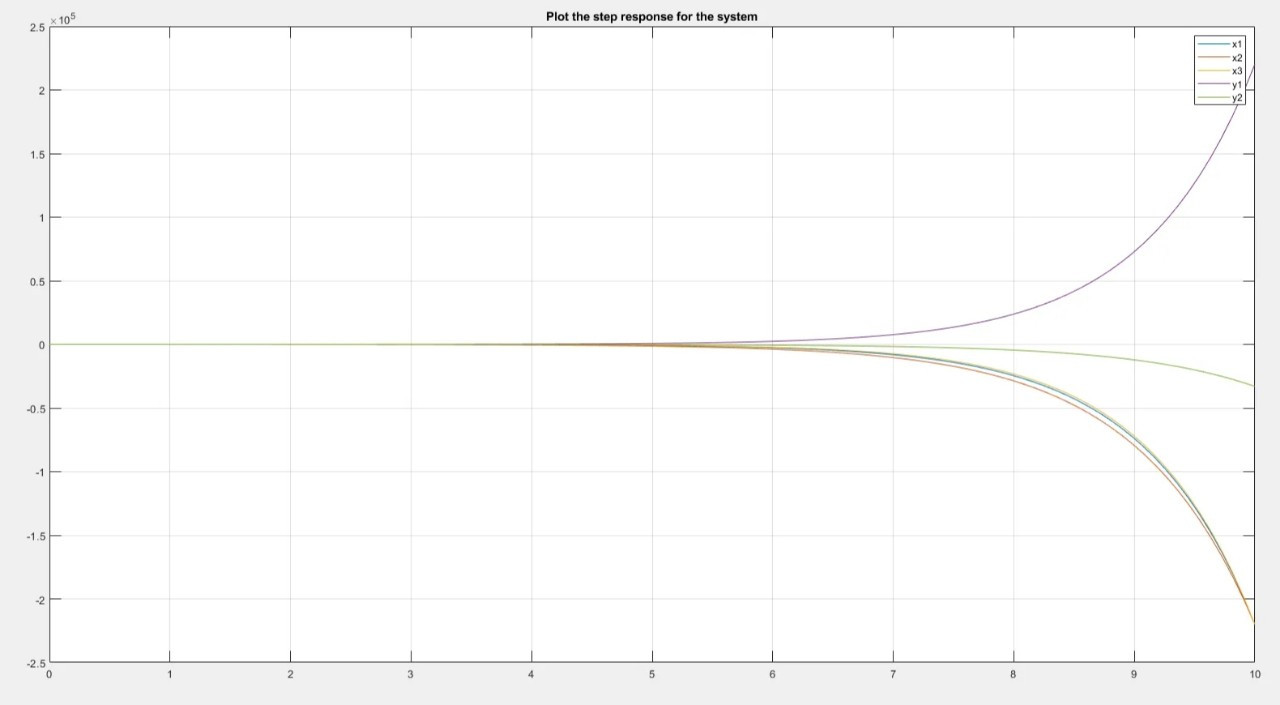 Plot the step response for the system
× 10⁵
2.5
2
1.5
1
0.5
0
-0.5
-1
-1.5
-2
-2.5
0 1 2 3 4 5 6 7 8 9 10
x1
x2
x3
y1
y2